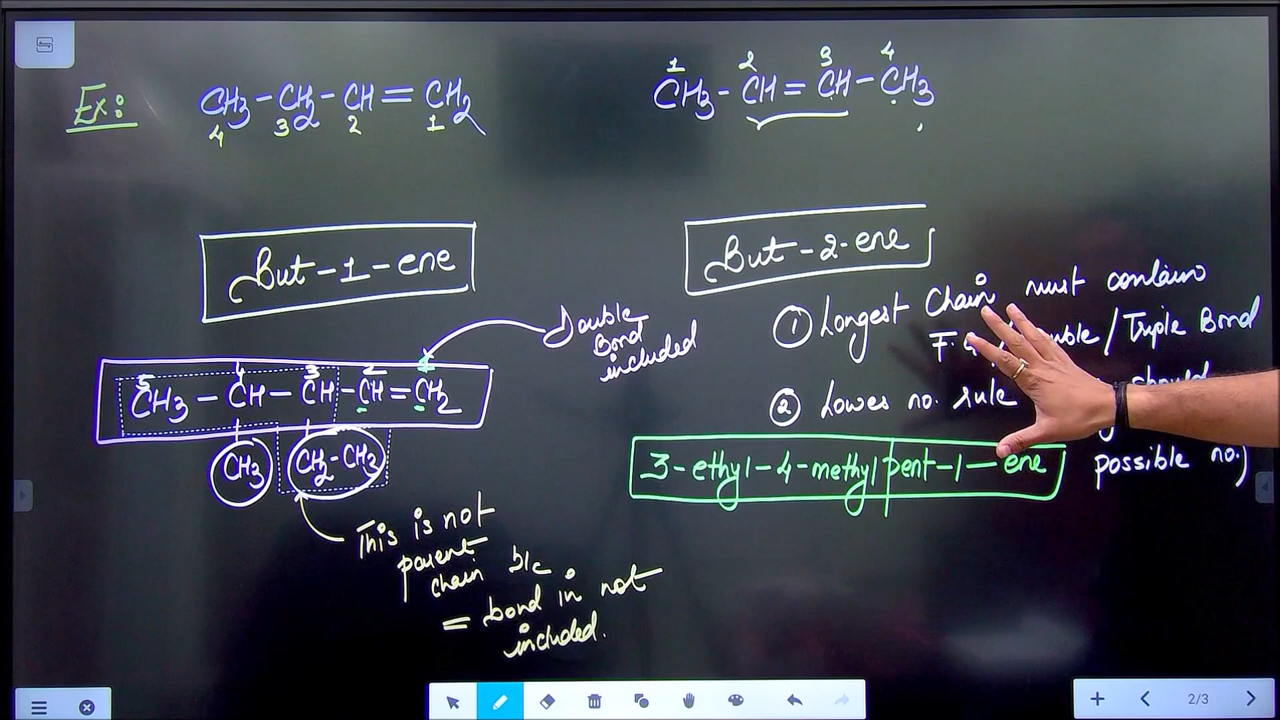 Ex:
CH3 - CH2 - CH = CH2
4 3 2 1
1 2 3 4
CH3 - CH = CH - CH3
But-1-ene
But-2-ene
① Longest Chain must contain
/ Triple Bond
② Lowes no. rule should
possible no.)
Double
Bond
included
5 4 3 2 1
CH3 - CH - CH - CH = CH2
CH3 CH2-CH3
3-ethyl-4-methyl pent-1-ene
This is not
parent
chain b/c
= bond in not
included.
2/3